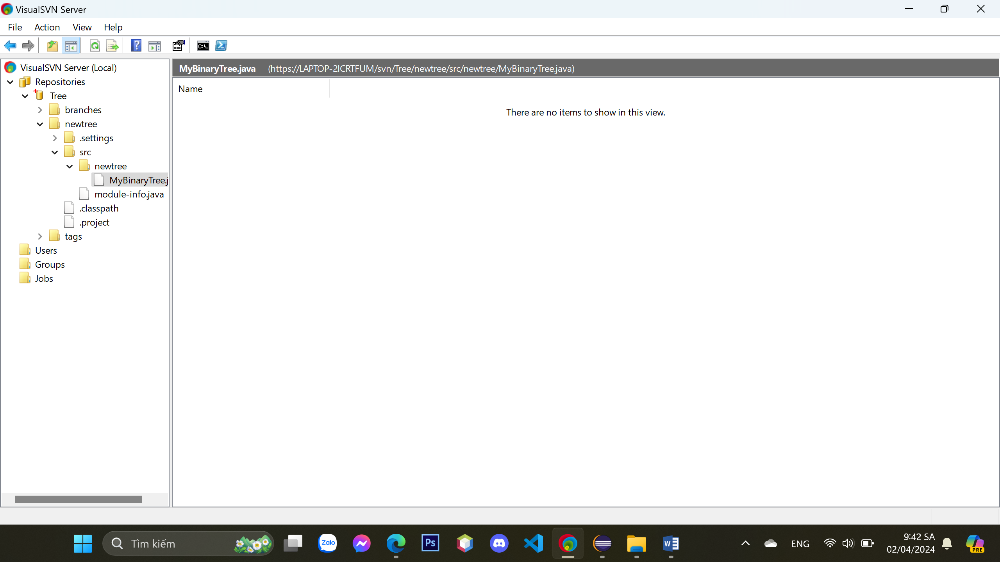 VisualSVN Server
File Action View Help
VisualSVN Server (Local)
Repositories
Tree
branches
newtree
.settings
src
newtree
MyBinaryTree.j
module-info.java
.classpath
.project
tags
Users
Groups
Jobs
MyBinaryTree.java (https://LAPTOP-2ICRTFUM/svn/Tree/newtree/src/newtree/MyBinaryTree.java)
Name
There are no items to show in this view.
Tìm kiếm
Zalo
Ps
W
ENG
9:42 SA
02/04/2024
PRE